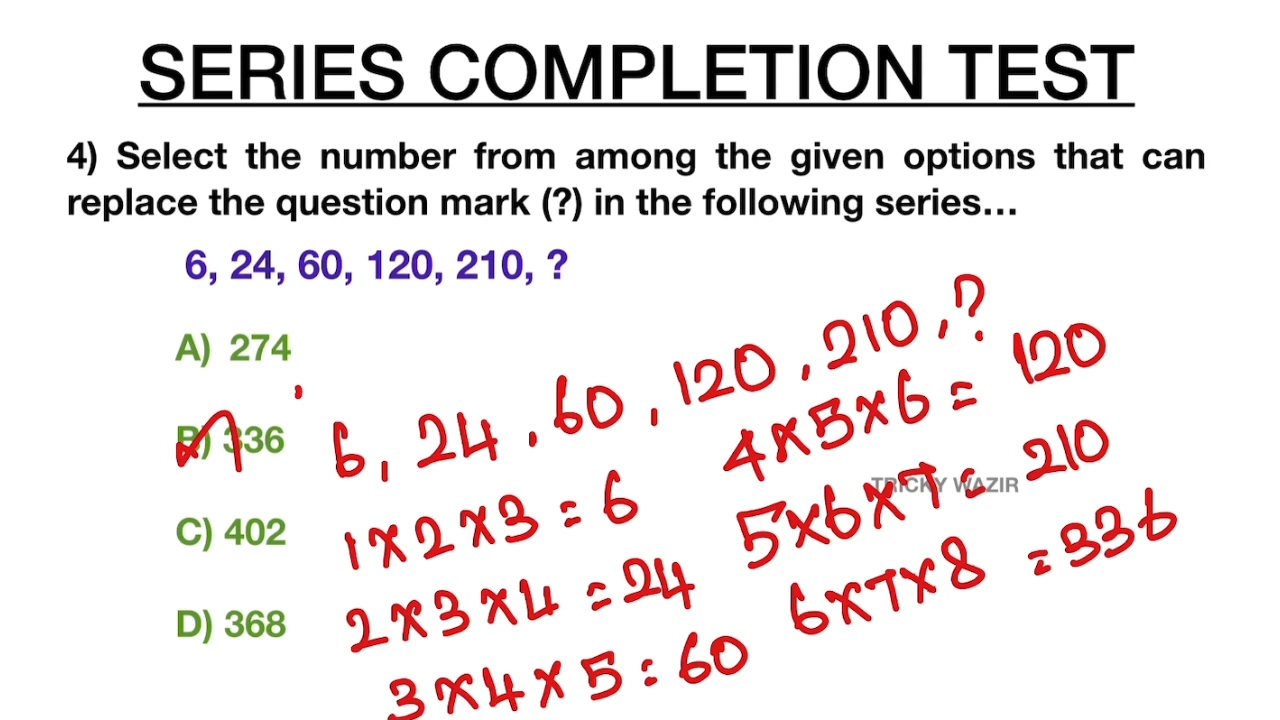 SERIES COMPLETION TEST
4) Select the number from among the given options that can
replace the question mark (?) in the following series...
6, 24, 60, 120, 210, ?
A) 274
B) 336
C) 402
D) 368
6, 24, 60, 120, 210, ?
1x2x3 = 6
2x3x4 = 24
3x4x5 = 60
4x5x6 = 120
TRICKY WAZIR
5x6x7 = 210
6x7x8 = 336